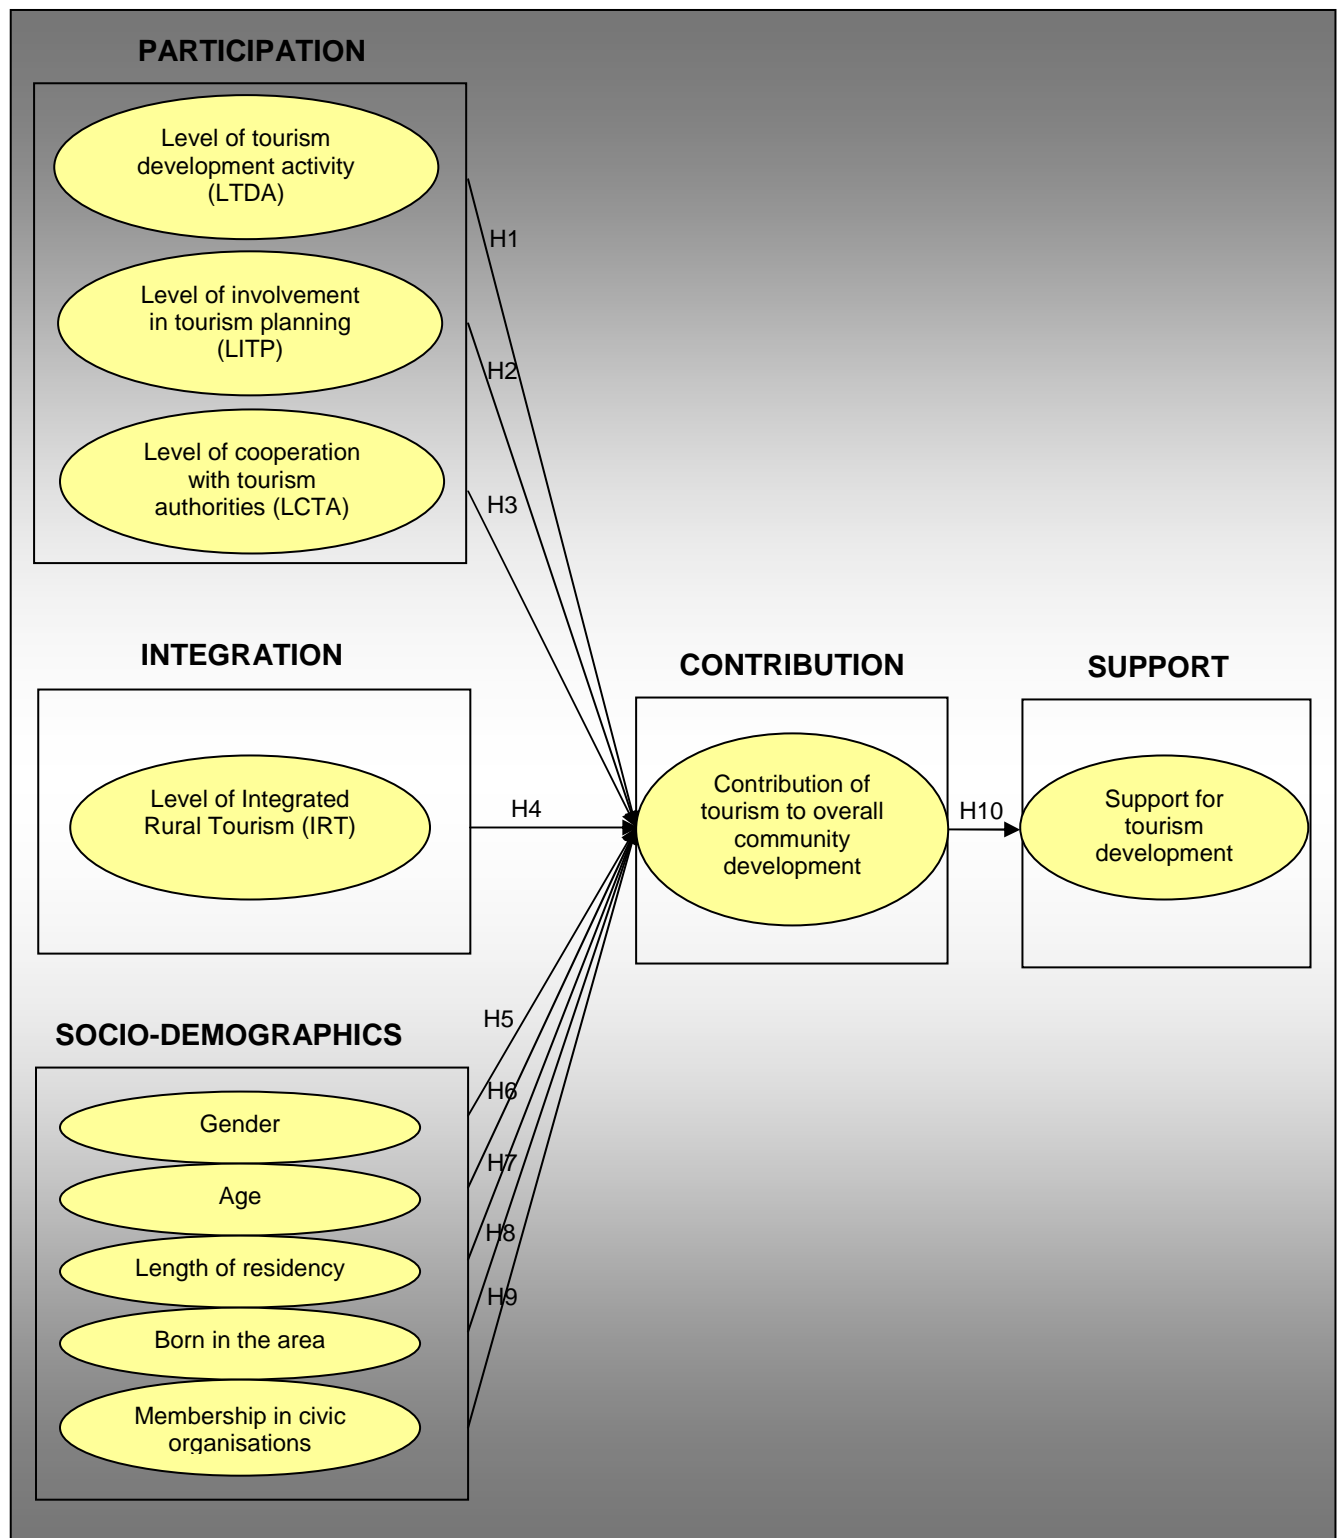 PARTICIPATION
Level of tourism
development activity
(LTDA)
H1
Level of involvement
in tourism planning
(LITP)
H2
Level of cooperation
with tourism
authorities (LCTA)
H3
INTEGRATION
Level of Integrated
Rural Tourism (IRT)
H4
CONTRIBUTION
Contribution of
tourism to overall
community
development
H10
SUPPORT
Support for
tourism
development
SOCIO-DEMOGRAPHICS
H5
Gender
H6
Age
H7
Length of residency
H8
Born in the area
H9
Membership in civic
organisations